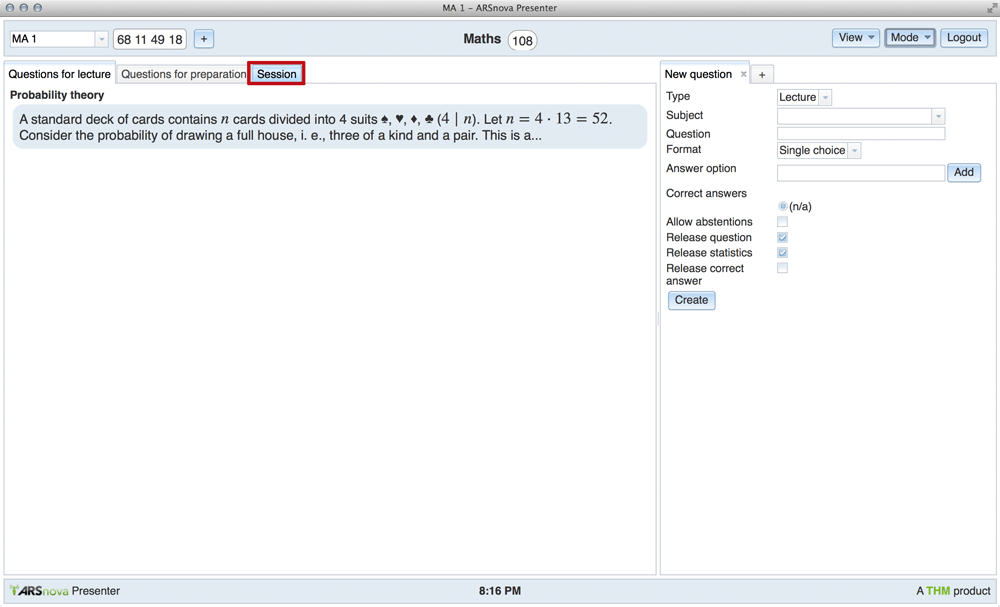 MA 1 – ARSnova Presenter
MA 1
68 11 49 18
+
Maths 108
View
Mode
Logout
Questions for lecture
Questions for preparation
Session
Probability theory
A standard deck of cards contains n cards divided into 4 suits ♠, ♥, ♦, ♣ (4 | n). Let n = 4 · 13 = 52.
Consider the probability of drawing a full house, i. e., three of a kind and a pair. This is a...
New question ×
+
Type Lecture
Subject
Question
Format Single choice
Answer option Add
Correct answers
(n/a)
Allow abstentions
Release question
Release statistics
Release correct
answer
Create
ARSnova Presenter
8:16 PM
A THM product